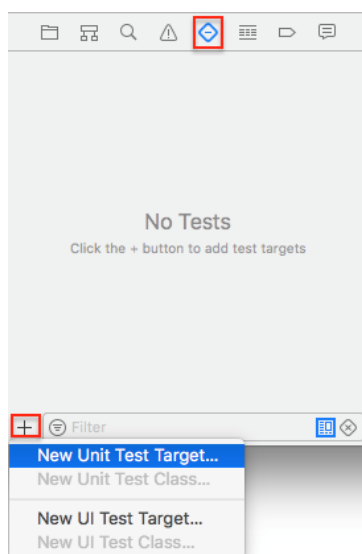 No Tests
Click the + button to add test targets
Filter
New Unit Test Target...
New Unit Test Class...
New UI Test Target...
New UI Test Class...